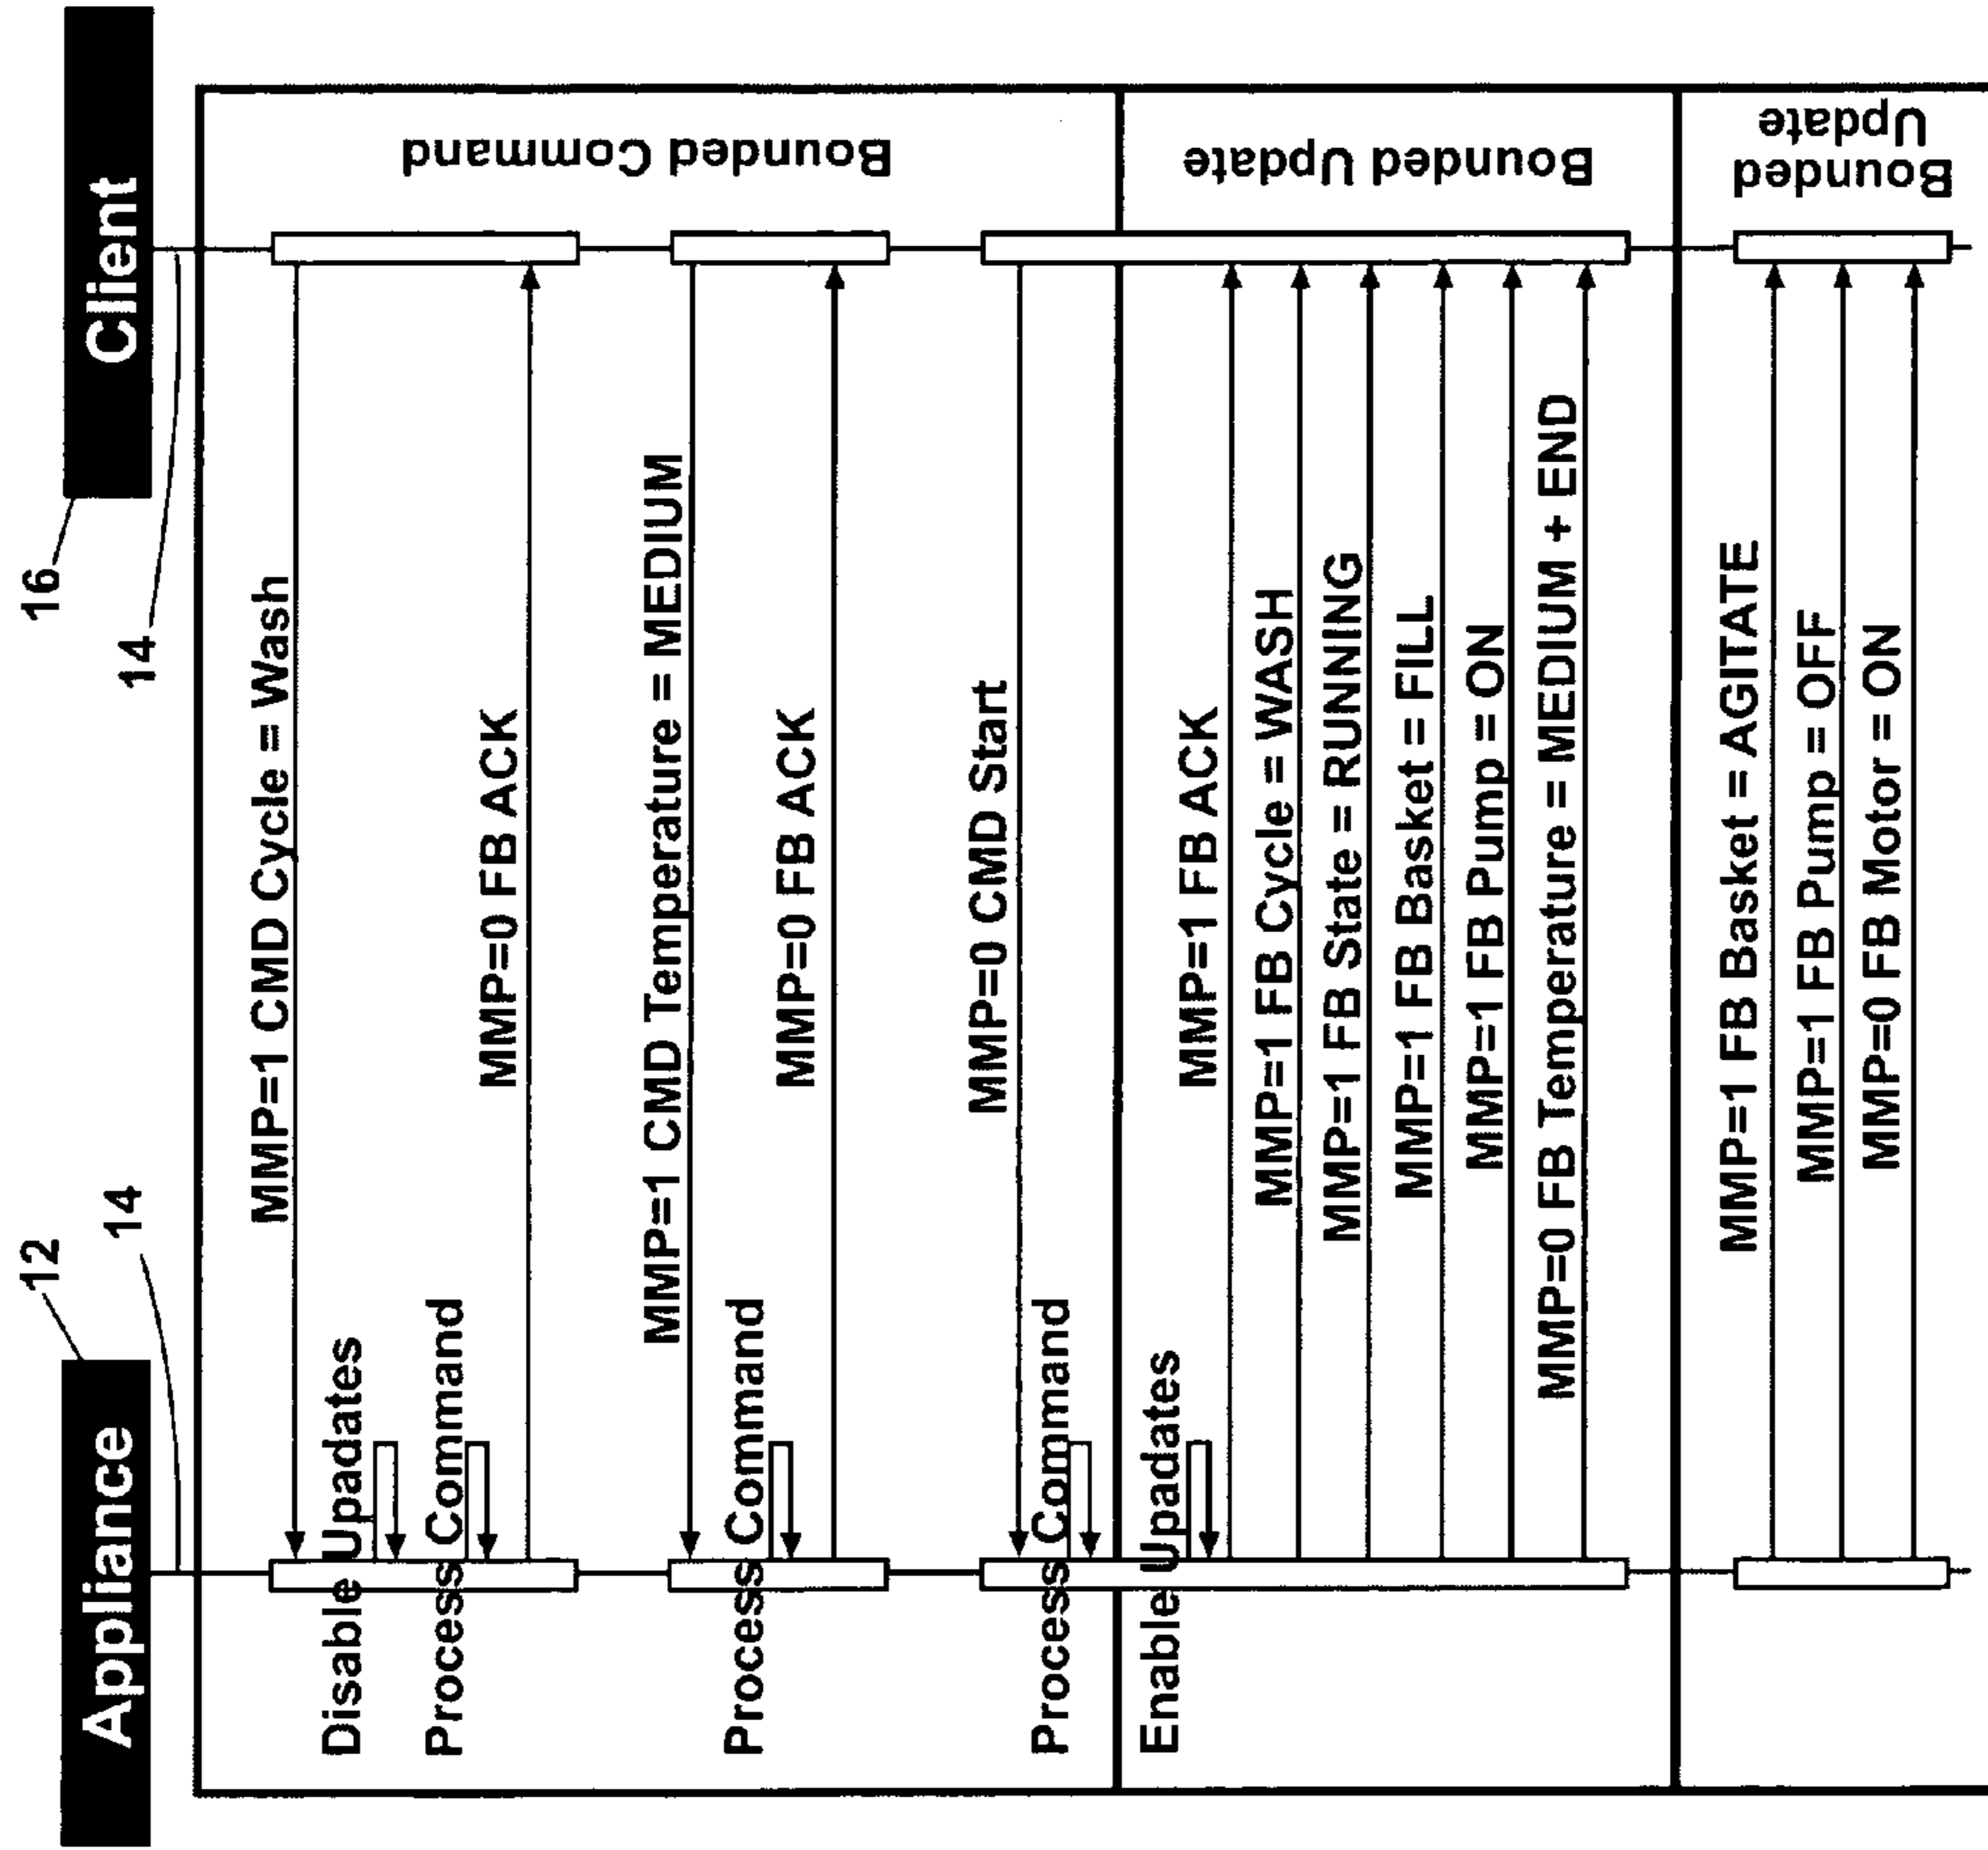 12
Appliance
14
16
Client
14
MMP=1 CMD Cycle = Wash
Disable Upadates
Process Command
MMP=0 FB ACK
MMP=1 CMD Temperature = MEDIUM
Process Command
MMP=0 FB ACK
MMP=0 CMD Start
Process Command
Bounded Command
Enable Upadates
MMP=1 FB ACK
MMP=1 FB Cycle = WASH
MMP=1 FB State = RUNNING
MMP=1 FB Basket = FILL
MMP=1 FB Pump = ON
MMP=0 FB Temperature = MEDIUM + END
Bounded Update
MMP=1 FB Basket = AGITATE
MMP=1 FB Pump = OFF
MMP=0 FB Motor = ON
Bounded
Update